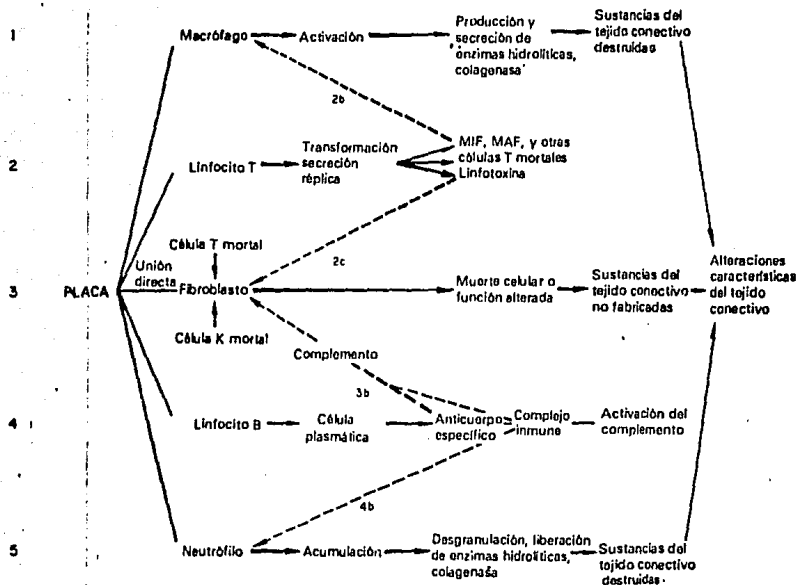 1
Macrófago
Activación
Producción y
secreción de
enzimas hidrolíticas,
colagenasa
Sustancias del
tejido conectivo
destruidas
2b
2
Linfocito T
Transformación
secreción
réplica
MIF, MAF, y otras
células T mortales
Linfotoxina
2c
3
PLACA
Unión
directa
Célula T mortal
Fibroblasto
Célula K mortal
Muerte celular o
función alterada
Sustancias del
tejido conectivo
no fabricadas
Alteraciones
características
del tejido
conectivo
Complemento
3b
4
Linfocito B
Célula
plasmática
Anticuerpo
específico
Complejo
inmune
Activación del
complemento
4b
5
Neutrófilo
Acumulación
Desgranulación, liberación
de enzimas hidrolíticas,
colagenasa
Sustancias del
tejido conectivo
destruidas